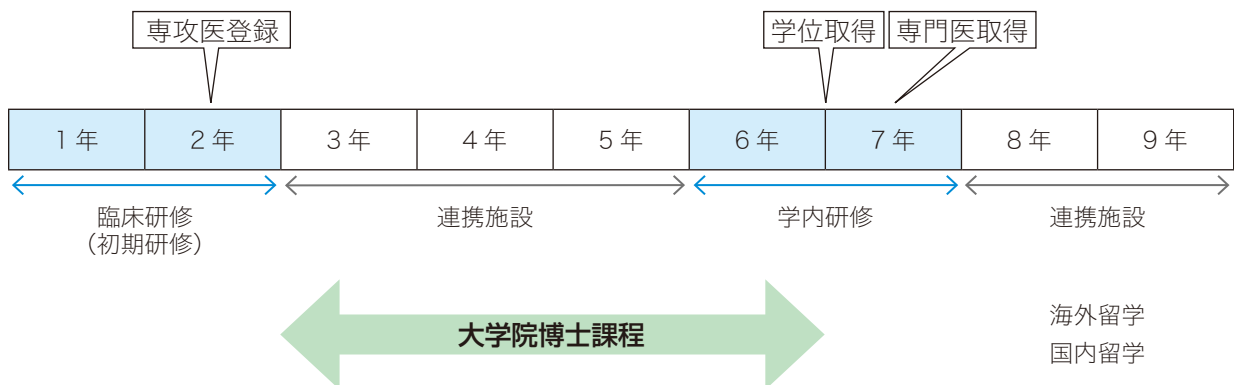 専攻医登録
学位取得
専門医取得
1年 2年 3年 4年 5年 6年 7年 8年 9年
臨床研修
（初期研修）
連携施設
学内研修
連携施設
大学院博士課程
海外留学
国内留学